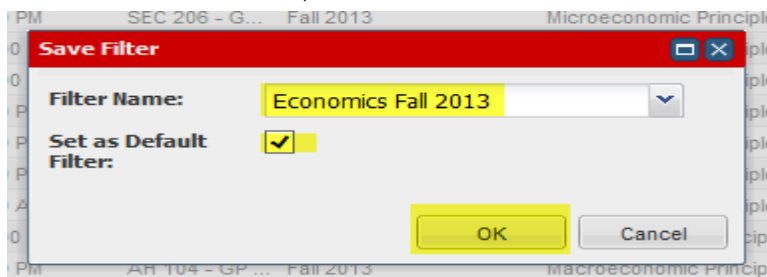 PM SEC 206 - G... Fall 2013 Microeconomic Principl
Save Filter
Filter Name: Economics Fall 2013
Set as Default
Filter:
OK Cancel
PM AH 104 - GP ... Fall 2013 Macroeconomic Princip